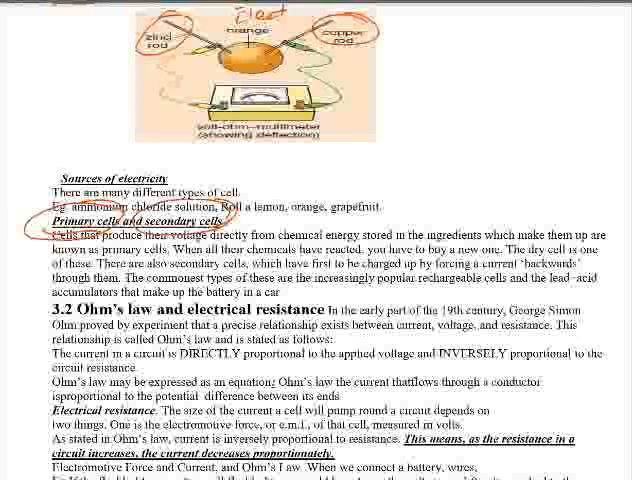 Elect
zinc
rod
orange
copper
rod
volt-ohm-multimeter
(showing deflection)
Sources of electricity
There are many different types of cell.
Eg. ammonium chloride solution, Roll a lemon, orange, grapefruit.
Primary cells and secondary cells
Cells that produce their voltage directly from chemical energy stored in the ingredients which make them up are
known as primary cells. When all their chemicals have reacted, you have to buy a new one. The dry cell is one
of these. There are also secondary cells, which have first to be charged up by forcing a current ‘backwards’
through them. The commonest types of these are the increasingly popular rechargeable cells and the lead–acid
accumulators that make up the battery in a car
3.2 Ohm’s law and electrical resistance In the early part of the 19th century, George Simon
Ohm proved by experiment that a precise relationship exists between current, voltage, and resistance. This
relationship is called Ohm’s law and is stated as follows:
The current in a circuit is DIRECTLY proportional to the applied voltage and INVERSELY proportional to the
circuit resistance.
Ohm’s law may be expressed as an equation: Ohm’s law the current thatflows through a conductor
isproportional to the potential difference between its ends
Electrical resistance. The size of the current a cell will pump round a circuit depends on
two things. One is the electromotive force, or e.m.f., of that cell, measured in volts.
As stated in Ohm’s law, current is inversely proportional to resistance. This means, as the resistance in a
circuit increases, the current decreases proportionately.
Electromotive Force and Current, and Ohm’s Law. When we connect a battery, wires,